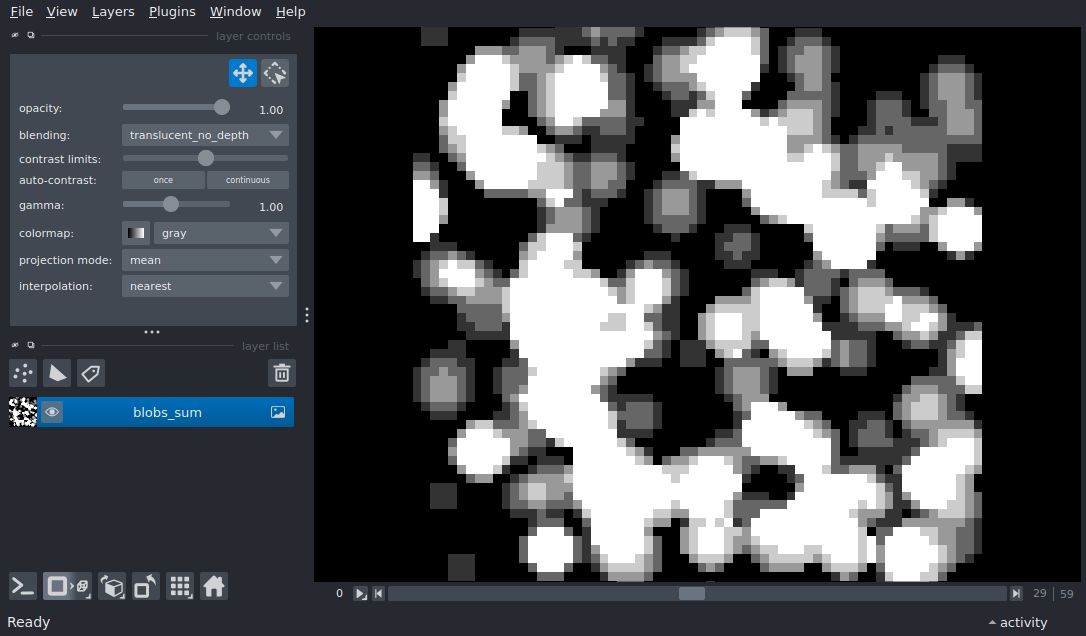 File View Layers Plugins Window Help
layer controls
opacity: 1.00
blending: translucent_no_depth
contrast limits:
auto-contrast: once continuous
gamma: 1.00
colormap: gray
projection mode: mean
interpolation: nearest
layer list
blobs_sum
0 29 | 59
Ready activity